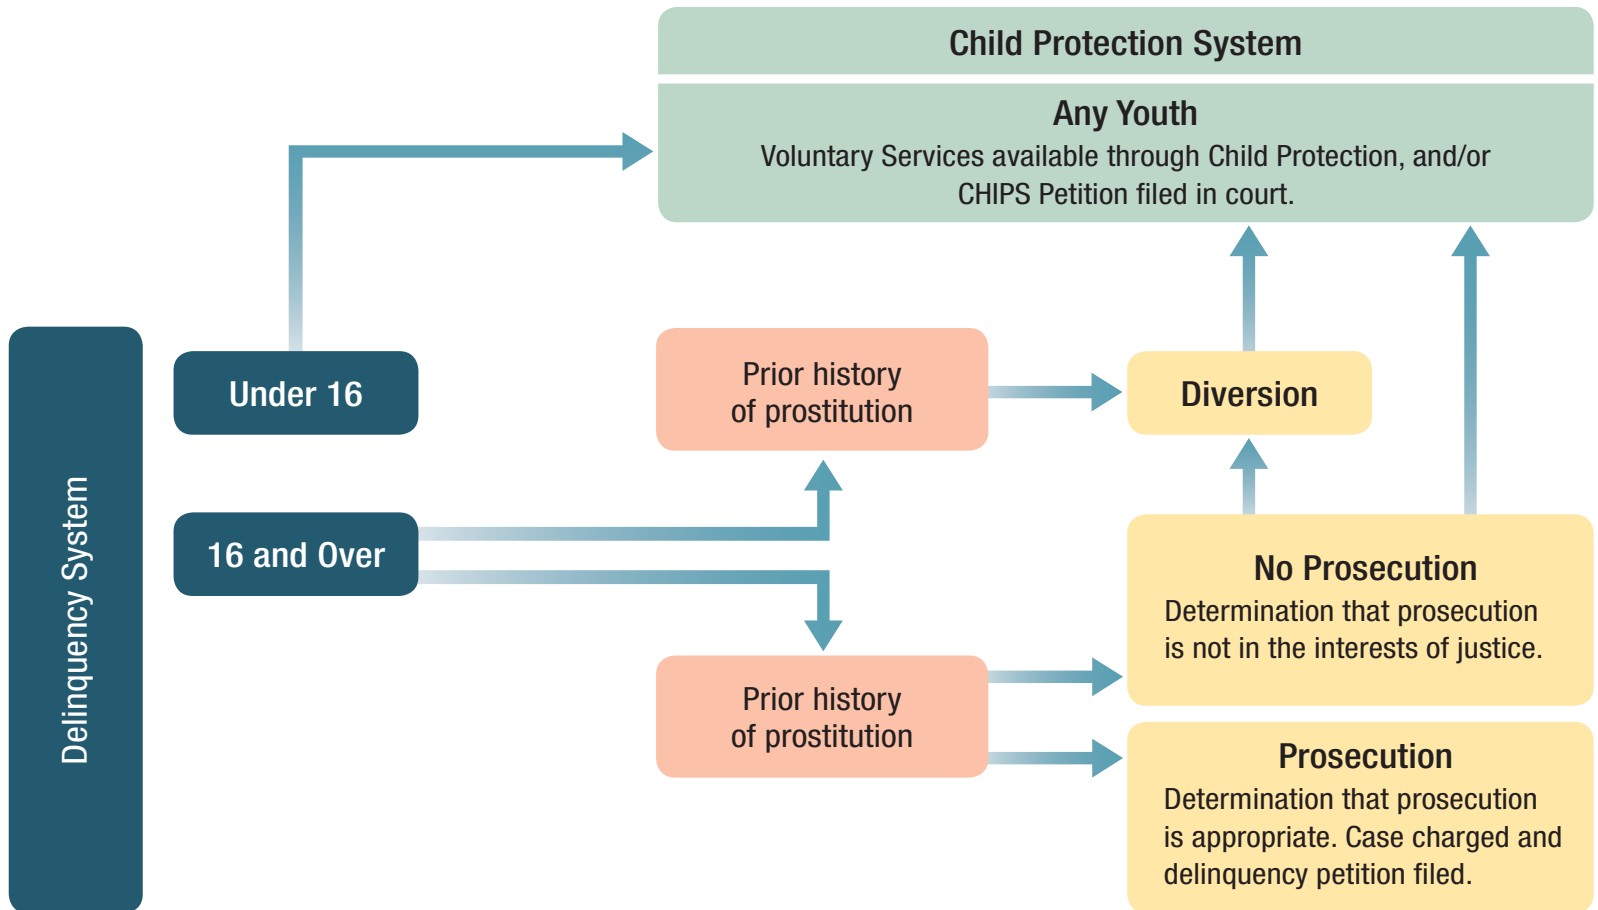 Child Protection System
Any Youth
Voluntary Services available through Child Protection, and/or
CHIPS Petition filed in court.
Delinquency System
Under 16
16 and Over
Prior history
of prostitution
Diversion
Prior history
of prostitution
No Prosecution
Determination that prosecution
is not in the interests of justice.
Prosecution
Determination that prosecution
is appropriate. Case charged and
delinquency petition filed.